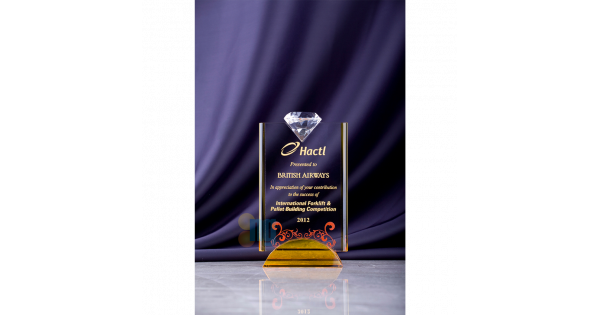 Hactl
Presented to
BRITISH AIRWAYS
In appreciation of your contribution
to the success of
International Forklift &
Pallet Building Competition
2012